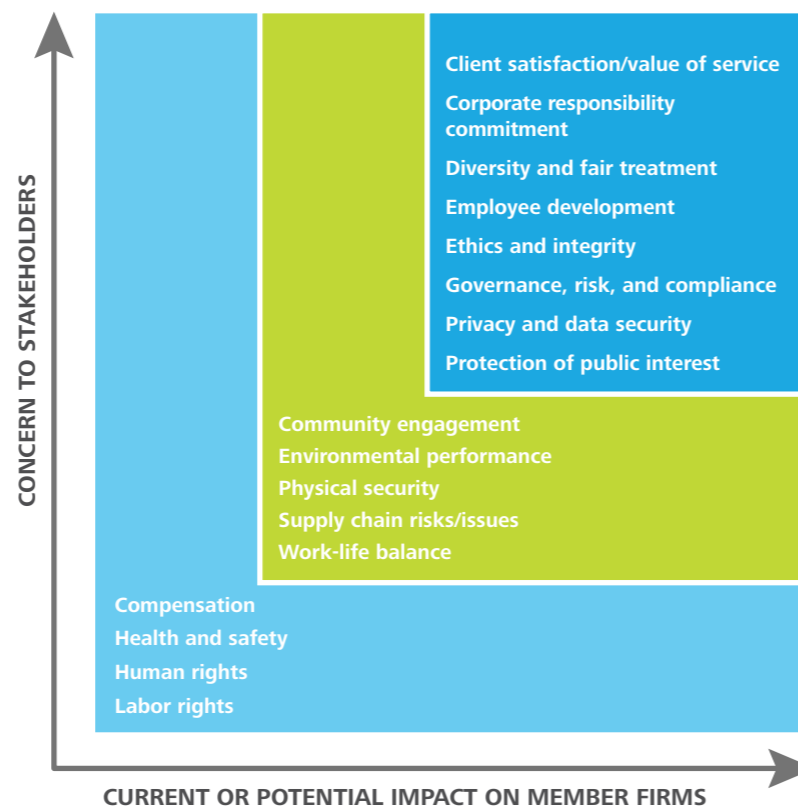 CONCERN TO STAKEHOLDERS
Client satisfaction/value of service
Corporate responsibility
commitment
Diversity and fair treatment
Employee development
Ethics and integrity
Governance, risk, and compliance
Privacy and data security
Protection of public interest
Community engagement
Environmental performance
Physical security
Supply chain risks/issues
Work-life balance
Compensation
Health and safety
Human rights
Labor rights
CURRENT OR POTENTIAL IMPACT ON MEMBER FIRMS